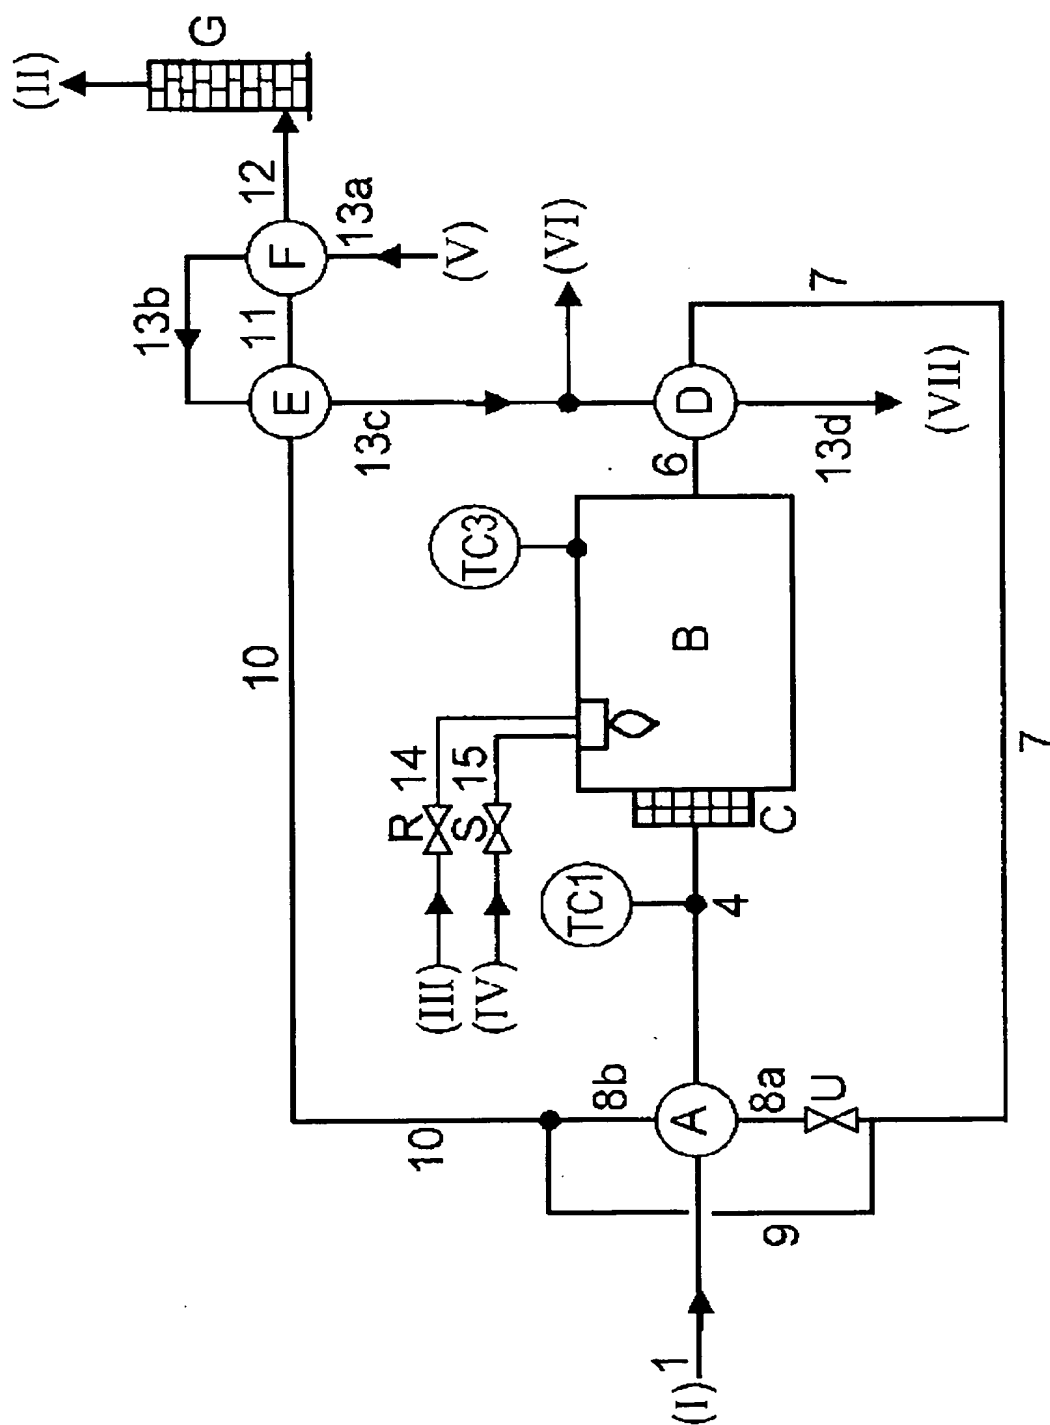 (II)
G
12
13a
(V)
F
13b
11
E
13c
(VI)
7
D
6
13d
(VII)
TC3
10
B
14
15
R
S
C
(III)
(IV)
TC1
4
7
10
8b
A
8a
U
9
1
(I)